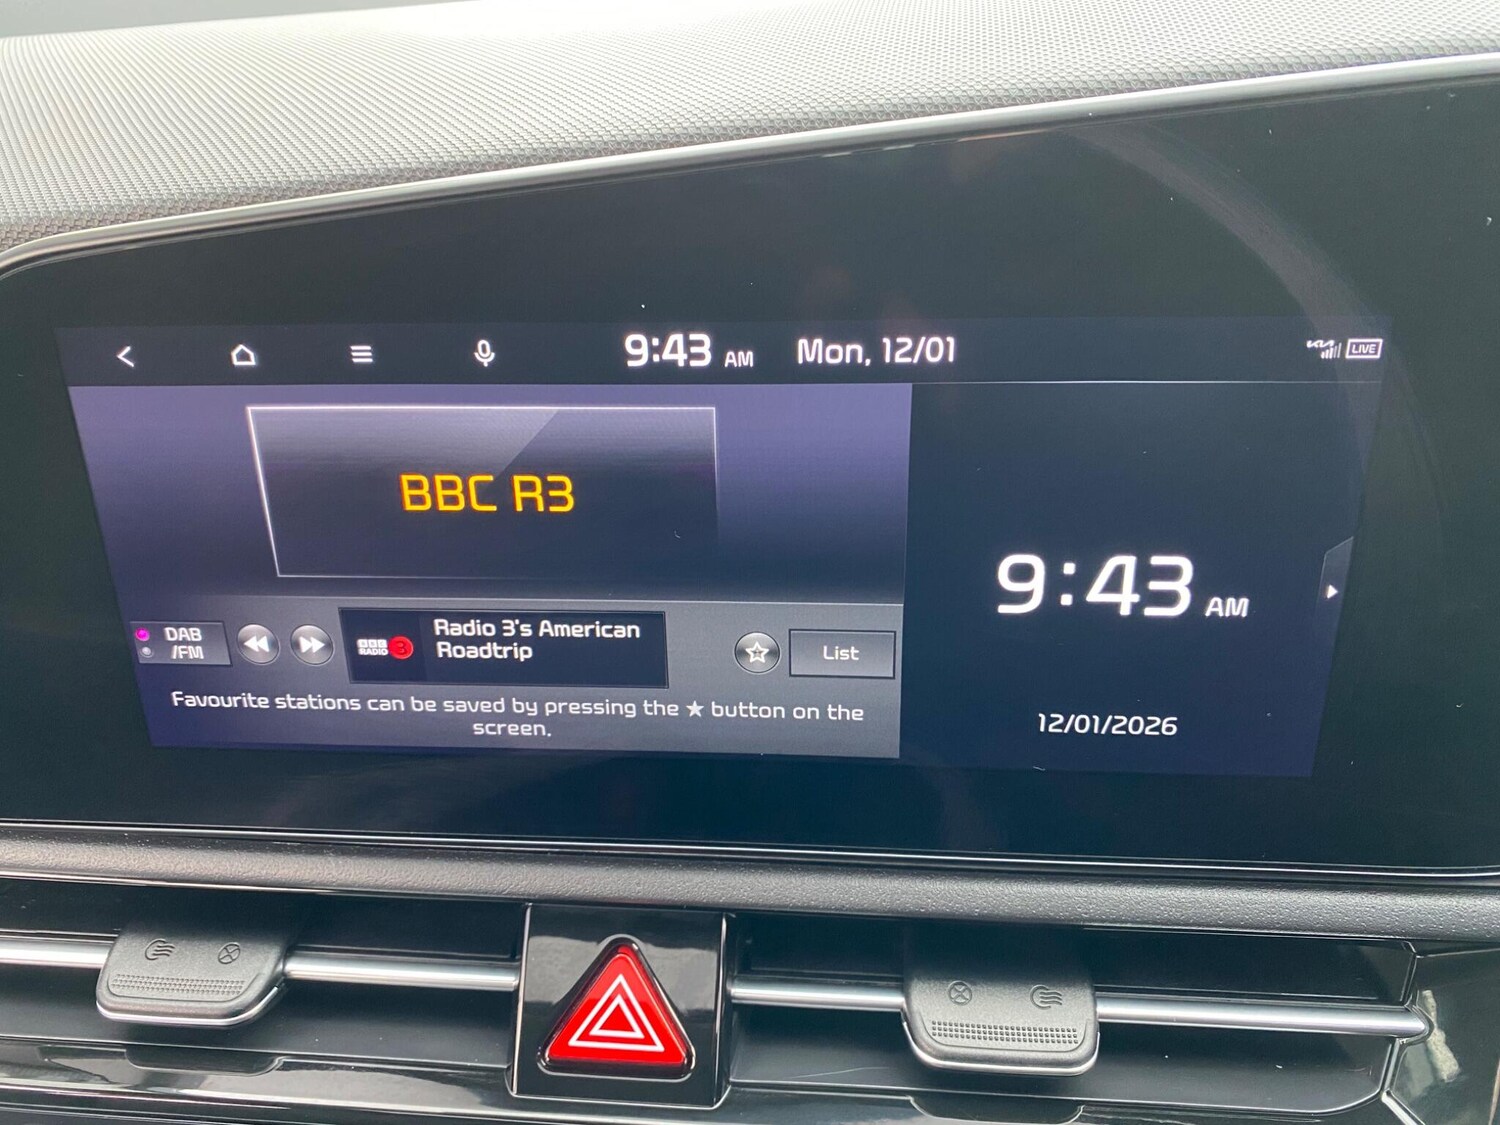 9:43 AM Mon, 12/01
LIVE
BBC R3
DAB
/FM
BBC
RADIO 3
Radio 3's American
Roadtrip
List
Favourite stations can be saved by pressing the ★ button on the
screen.
9:43 AM
12/01/2026